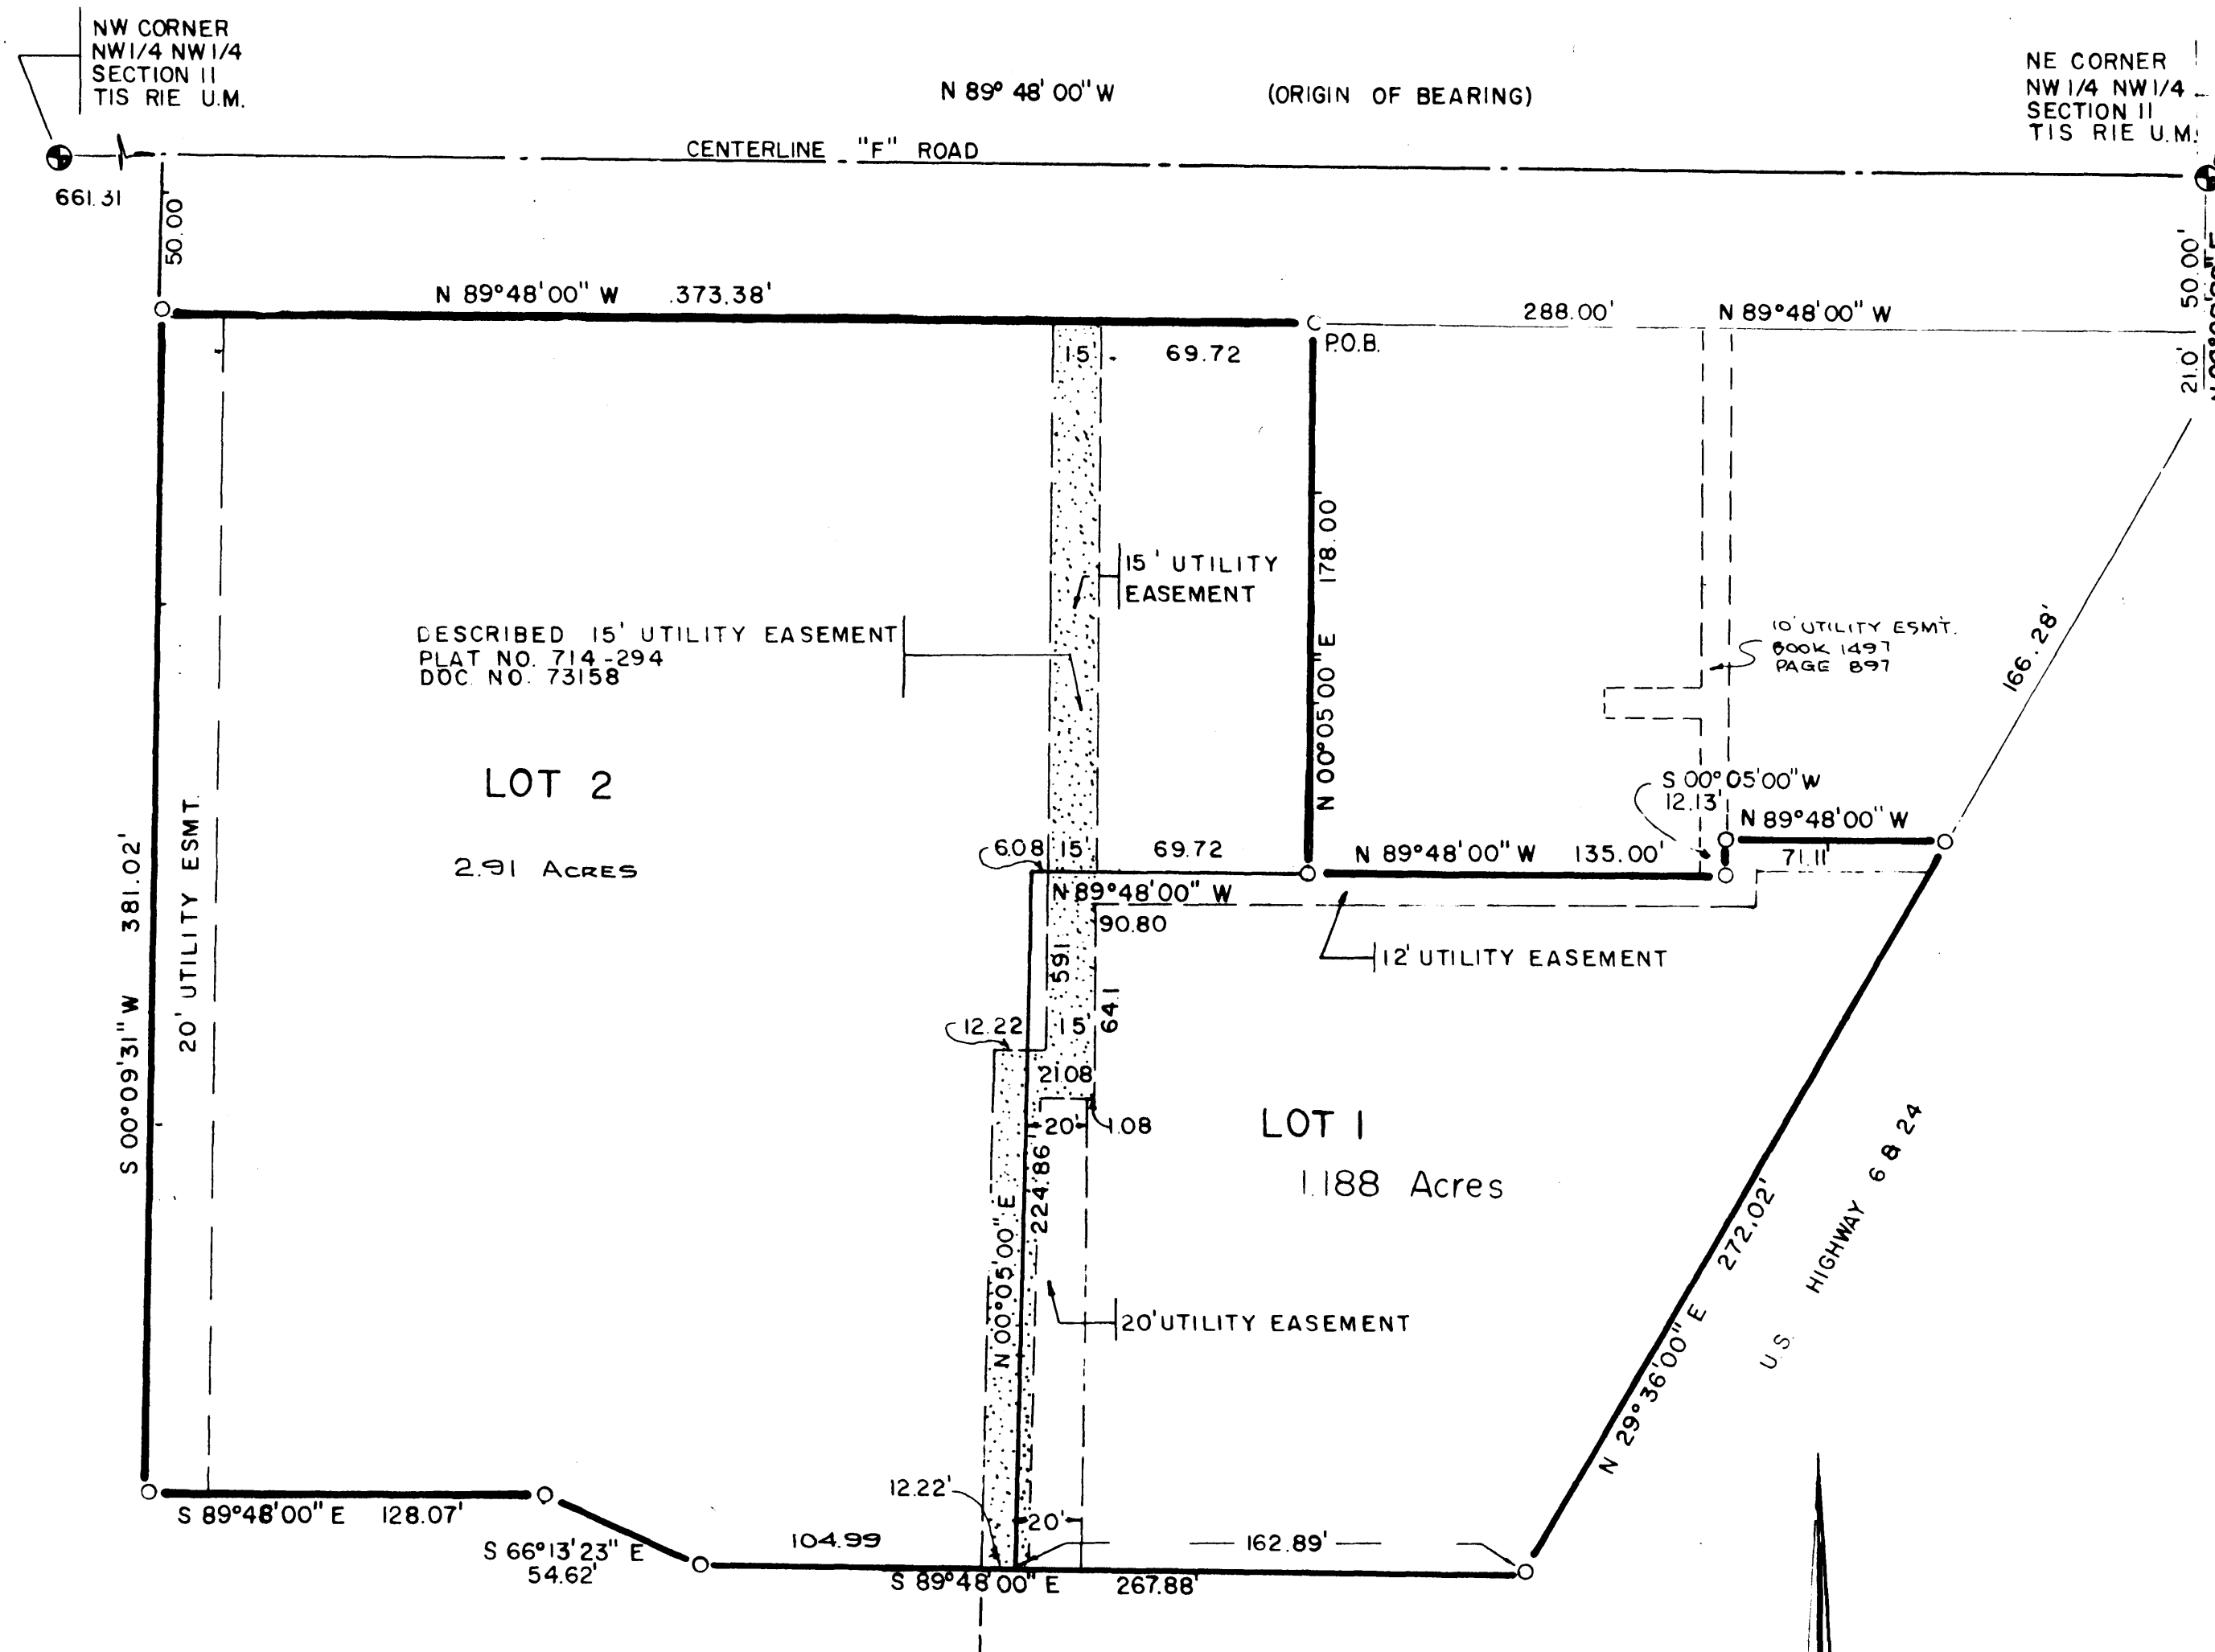 NW CORNER
NW 1/4 NW 1/4
SECTION 11
T1S R1E U.M.
N 89° 48' 00" W (ORIGIN OF BEARING)
NE CORNER
NW 1/4 NW 1/4
SECTION 11
T1S R1E U.M.
CENTERLINE "F" ROAD
661.31
50.00'
50.00'
21.0'
N 89°48'00" W 373.38'
288.00' N 89°48'00" W
P.O.B.
15 69.72
178.00'
N 00°05'00" E
15' UTILITY
EASEMENT
DESCRIBED 15' UTILITY EASEMENT
PLAT NO. 714-294
DOC. NO. 73158
10' UTILITY ESMT.
BOOK 1497
PAGE 897
166.28'
LOT 2
2.91 ACRES
S 00°05'00" W
12.13'
N 89°48'00" W
71.11'
6.08 15 69.72
N 89°48'00" W 135.00'
N 89°48'00" W
90.80
12' UTILITY EASEMENT
S 00°09'31" W 381.02'
20' UTILITY ESMT.
59.1
64.1
12.22 15'
21.08
20' 1.08
LOT 1
1.188 Acres
N 00°05'00" E 224.86
20' UTILITY EASEMENT
N 29°36'00" E 272.02'
U.S. HIGHWAY 6 & 24
S 89°48'00" E 128.07'
S 66°13'23" E
54.62'
12.22'
20'
104.99
162.89'
S 89°48'00" E 267.88'